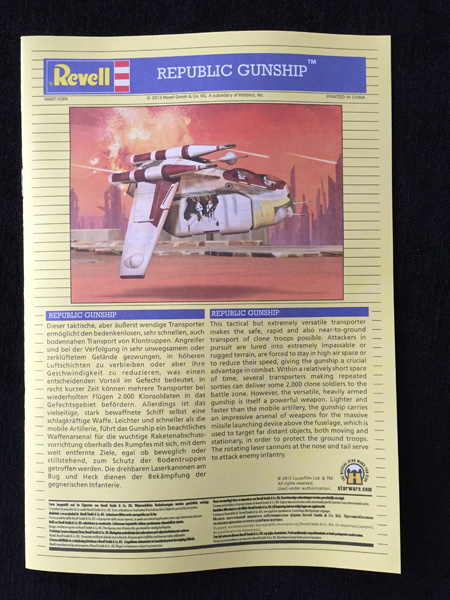 Revell
REPUBLIC GUNSHIP™
06667-0389
© 2013 Revell GmbH & Co. KG. A subsidiary of Hobbico, Inc.
PRINTED IN CHINA
REPUBLIC GUNSHIP
Dieser taktische, aber äußerst wendige Transporter
ermöglicht den bedenkenlosen, sehr schnellen, auch
bodennahen Transport von Klontruppen. Angreifer
sind bei der Verfolgung in sehr unwegsamem oder
zerklüftetem Gelände gezwungen, in höheren
Luftschichten zu verbleiben oder aber ihre
Geschwindigkeit zu reduzieren, was einen
entscheidenden Vorteil im Gefecht bedeutet. In
recht kurzer Zeit können mehrere Transporter bei
wiederholten Flügen 2.000 Klonsoldaten in das
Gefechtsgebiet befördern. Allerdings ist das
vielseitige, stark bewaffnete Schiff selbst eine
schlagkräftige Waffe. Leichter und schneller als die
mobile Artillerie, führt das Gunship ein beachtliches
Waffenarsenal für die wuchtige Raketenabschuss-
vorrichtung oberhalb des Rumpfes mit sich, mit dem
weit entfernte Ziele, egal ob beweglich oder
stillstehend, zum Schutz der Bodentruppen
getroffen werden. Die drehbaren Laserkanonen am
Bug und Heck dienen der Bekämpfung der
gegnerischen Infanterie.
REPUBLIC GUNSHIP
This tactical but extremely versatile transporter
makes the safe, rapid and also near-to-ground
transport of clone troops possible. Attackers in
pursuit are lured into extremely impassable or
rugged terrain, are forced to stay in high air space or
to reduce their speed, giving the gunship a crucial
advantage in combat. Within a relatively short space
of time, several transporters making repeated
sorties can deliver some 2,000 clone soldiers to the
battle zone. However, the versatile, heavily armed
gunship is itself a powerful weapon. Lighter and
faster than the mobile artillery, the gunship carries
an impressive arsenal of weapons for the massive
missile launching device above the fuselage, which is
used to target far distant objects, both moving and
stationary, in order to protect the ground troops.
The rotating laser cannons at the nose and tail serve
to attack enemy infantry.
© 2013 Lucasfilm Ltd. & TM.
All rights reserved.
Used under authorization.
starwars.com